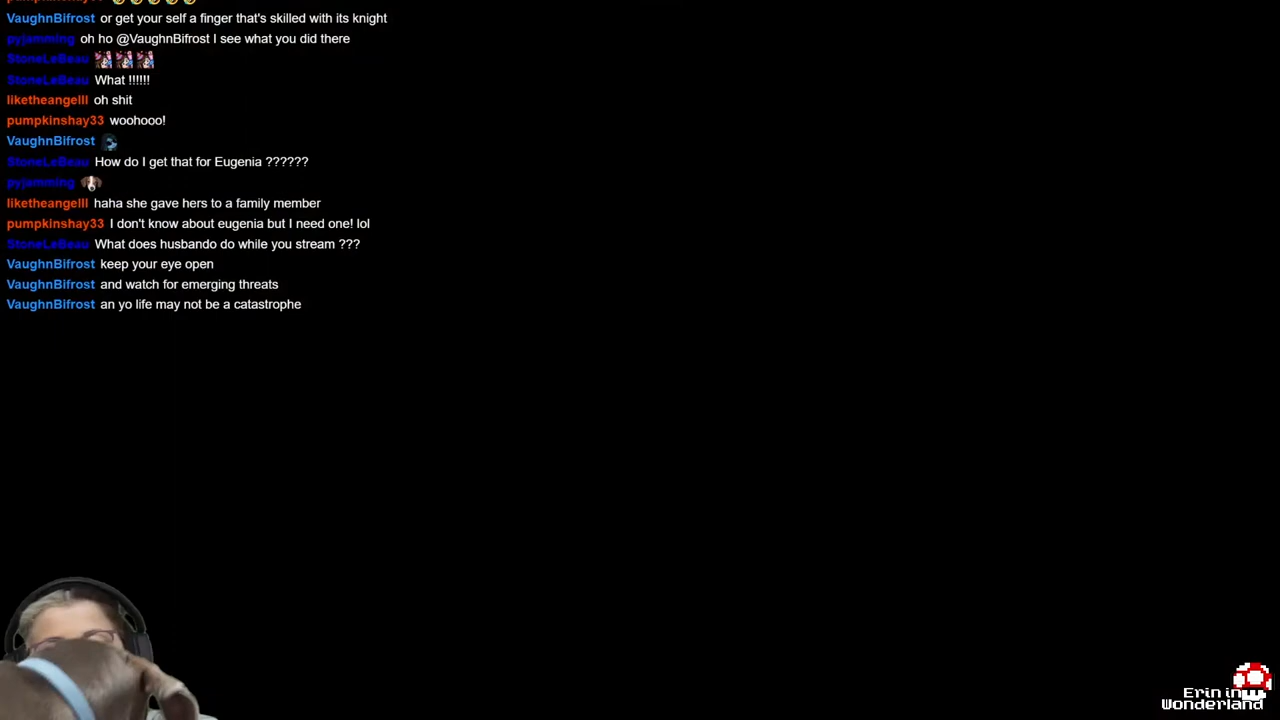 VaughnBifrost or get your self a finger that's skilled with its knight
pyjamming oh ho @VaughnBifrost I see what you did there
StoneLeBeau
StoneLeBeau What !!!!!!
liketheangelll oh shit
pumpkinshay33 woohooo!
VaughnBifrost
StoneLeBeau How do I get that for Eugenia ??????
pyjamming
liketheangelll haha she gave hers to a family member
pumpkinshay33 I don't know about eugenia but I need one! lol
StoneLeBeau What does husbando do while you stream ???
VaughnBifrost keep your eye open
VaughnBifrost and watch for emerging threats
VaughnBifrost an yo life may not be a catastrophe
Erin in
Wonderland